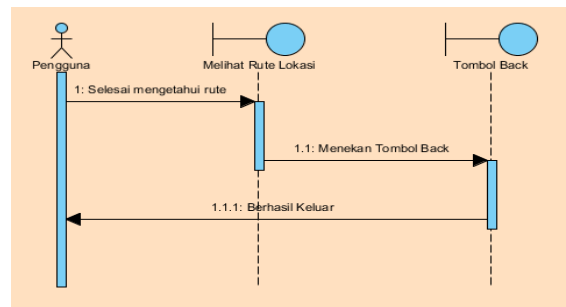 Pengguna
Melihat Rute Lokasi
Tombol Back
1: Selesai mengetahui rute
1.1: Menekan Tombol Back
1.1.1: Berhasil Keluar